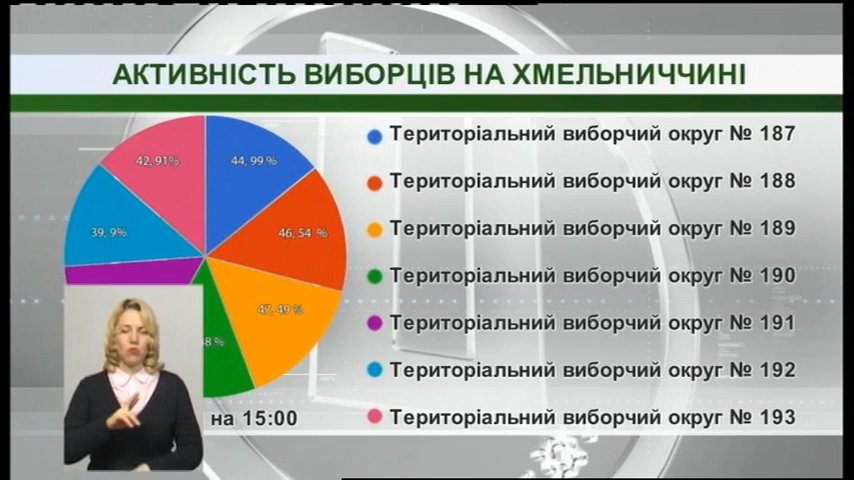 АКТИВНІСТЬ ВИБОРЦІВ НА ХМЕЛЬНИЧЧИНІ
44, 99 %
46, 54 %
47, 49 %
8 %
39, 9%
42, 91%
Територіальний виборчий округ № 187
Територіальний виборчий округ № 188
Територіальний виборчий округ № 189
Територіальний виборчий округ № 190
Територіальний виборчий округ № 191
Територіальний виборчий округ № 192
Територіальний виборчий округ № 193
на 15:00